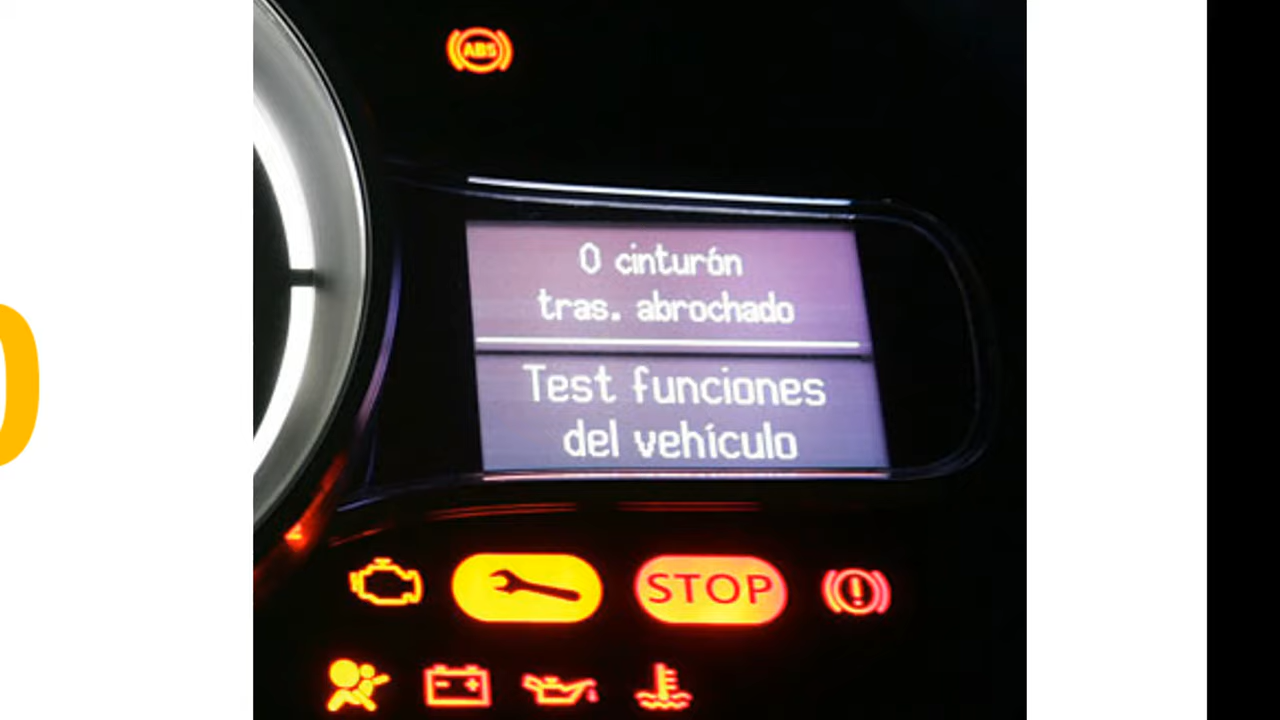 ABS
0 cinturón
tras. abrochado
Test funciones
del vehículo
STOP